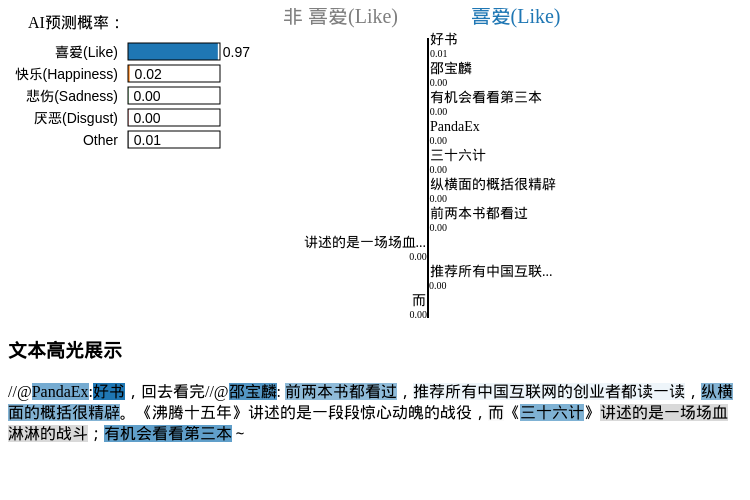 AI预测概率：
喜爱(Like) 0.97
快乐(Happiness) 0.02
悲伤(Sadness) 0.00
厌恶(Disgust) 0.00
Other 0.01
非 喜爱(Like) 喜爱(Like)
好书
0.01
邵宝麟
0.00
有机会看看第三本
0.00
PandaEx
0.00
三十六计
0.00
纵横面的概括很精辟
0.00
前两本书都看过
0.00
讲述的是一场场血...
0.00
推荐所有中国互联...
0.00
而
0.00
文本高光展示
//@PandaEx:好书，回去看完//@邵宝麟: 前两本书都看过，推荐所有中国互联网的创业者都读一读，纵横
面的概括很精辟。《沸腾十五年》讲述的是一段段惊心动魄的战役，而《三十六计》讲述的是一场场血
淋淋的战斗；有机会看看第三本～